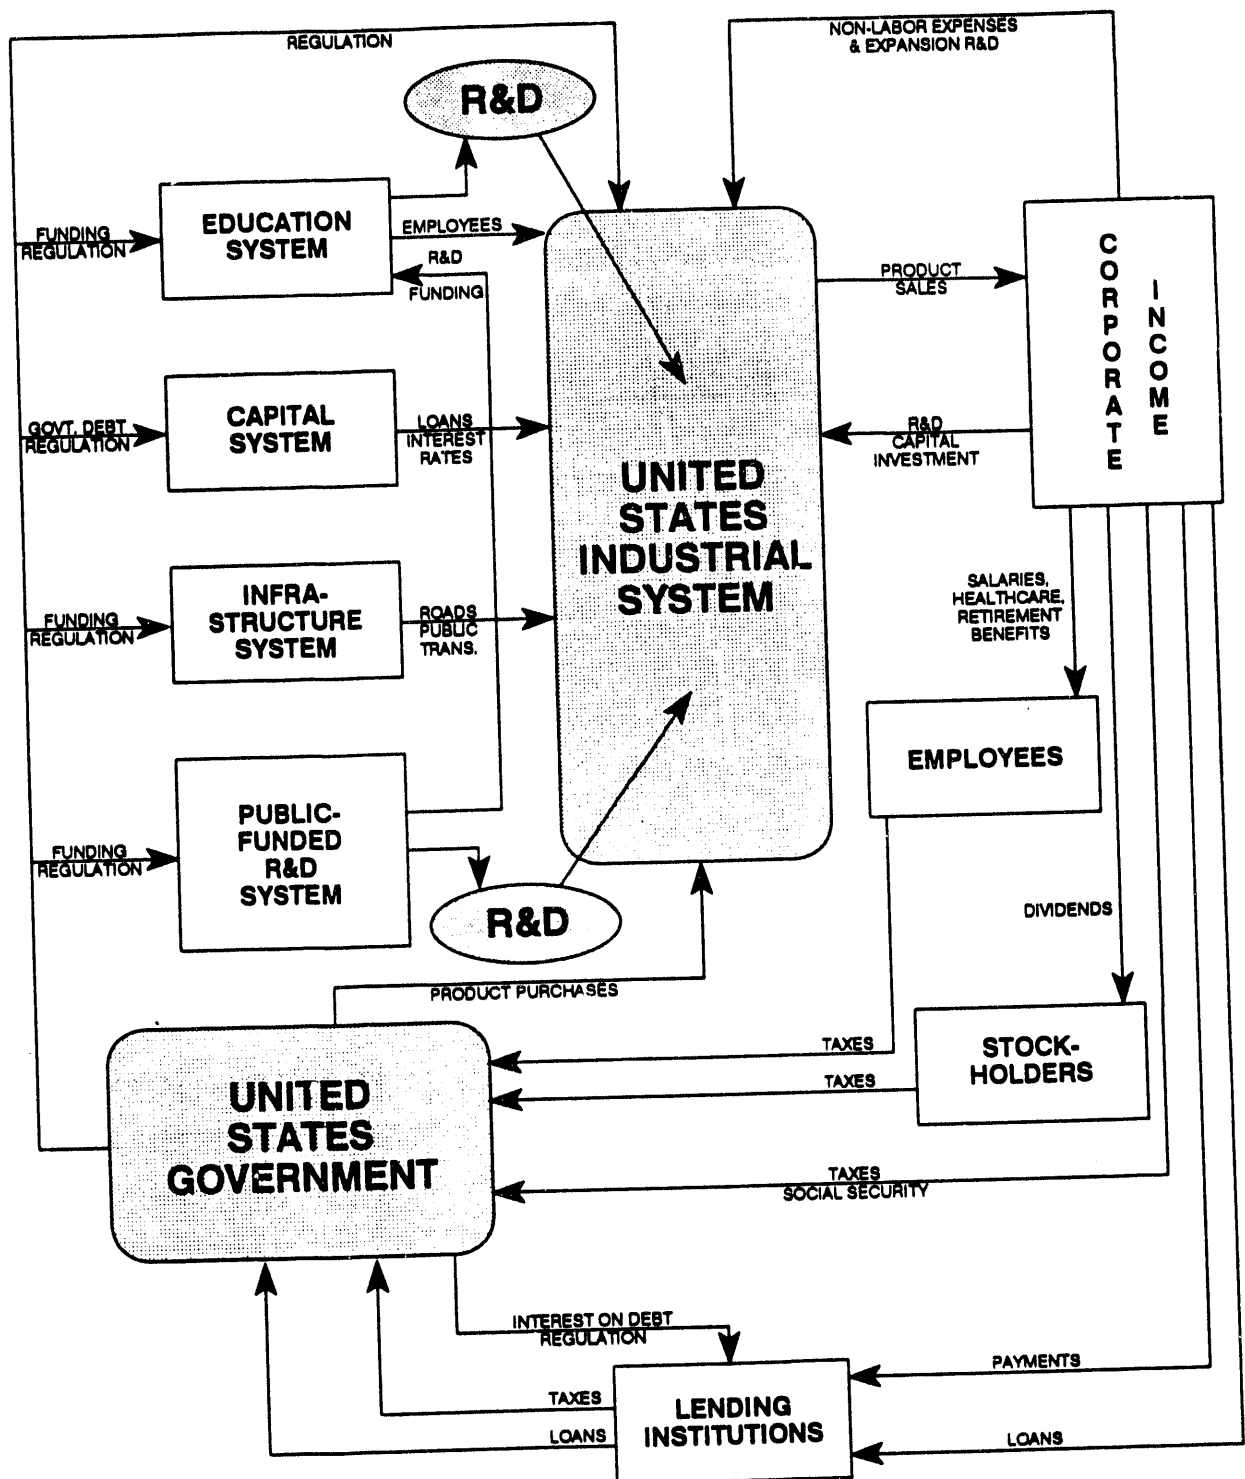 REGULATION
NON-LABOR EXPENSES
& EXPANSION R&D
R&D
EDUCATION
SYSTEM
FUNDING
REGULATION
EMPLOYEES
R&D
FUNDING
PRODUCT
SALES
CORPORATE
INCOME
CAPITAL
SYSTEM
GOVT. DEBT
REGULATION
LOANS
INTEREST
RATES
R&D
CAPITAL
INVESTMENT
UNITED
STATES
INDUSTRIAL
SYSTEM
INFRA-
STRUCTURE
SYSTEM
FUNDING
REGULATION
ROADS
PUBLIC
TRANS.
SALARIES,
HEALTHCARE,
RETIREMENT
BENEFITS
EMPLOYEES
PUBLIC-
FUNDED
R&D
SYSTEM
FUNDING
REGULATION
R&D
DIVIDENDS
PRODUCT PURCHASES
TAXES
STOCK-
HOLDERS
TAXES
UNITED
STATES
GOVERNMENT
TAXES
SOCIAL SECURITY
INTEREST ON DEBT
REGULATION
PAYMENTS
TAXES
LENDING
INSTITUTIONS
LOANS
LOANS